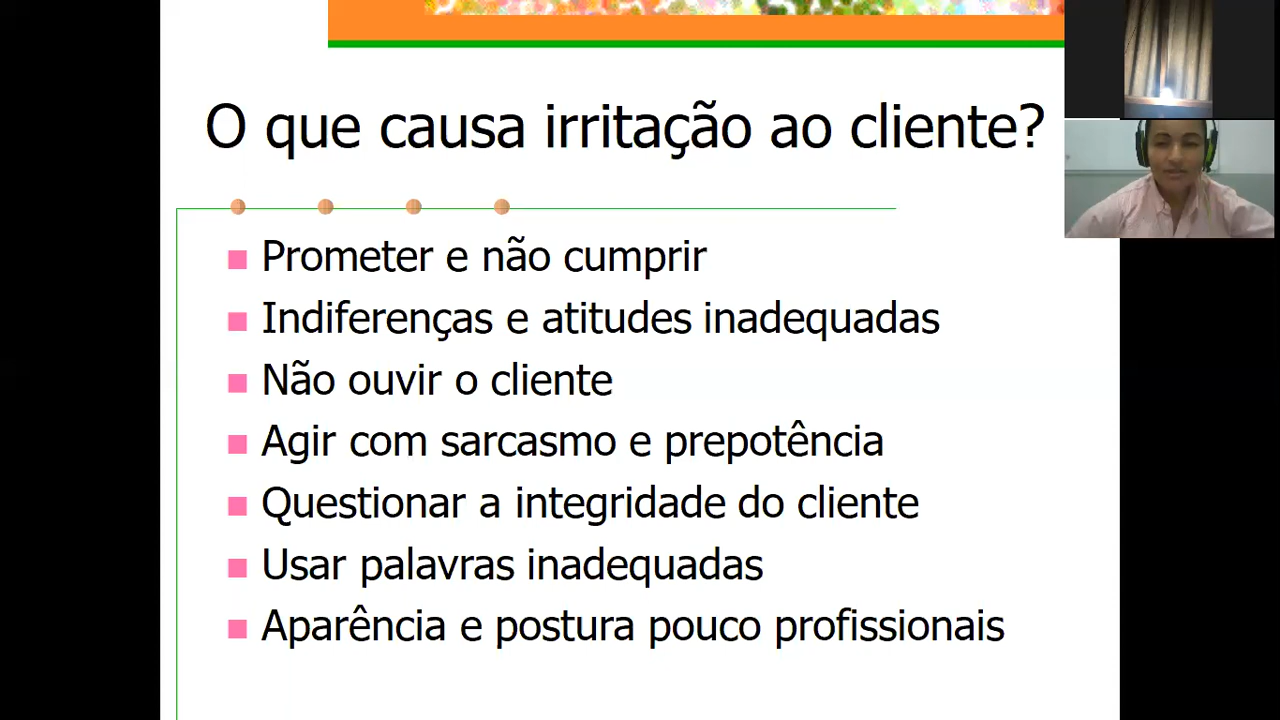 O que causa irritação ao cliente?
Prometer e não cumprir
Indiferenças e atitudes inadequadas
Não ouvir o cliente
Agir com sarcasmo e prepotência
Questionar a integridade do cliente
Usar palavras inadequadas
Aparência e postura pouco profissionais